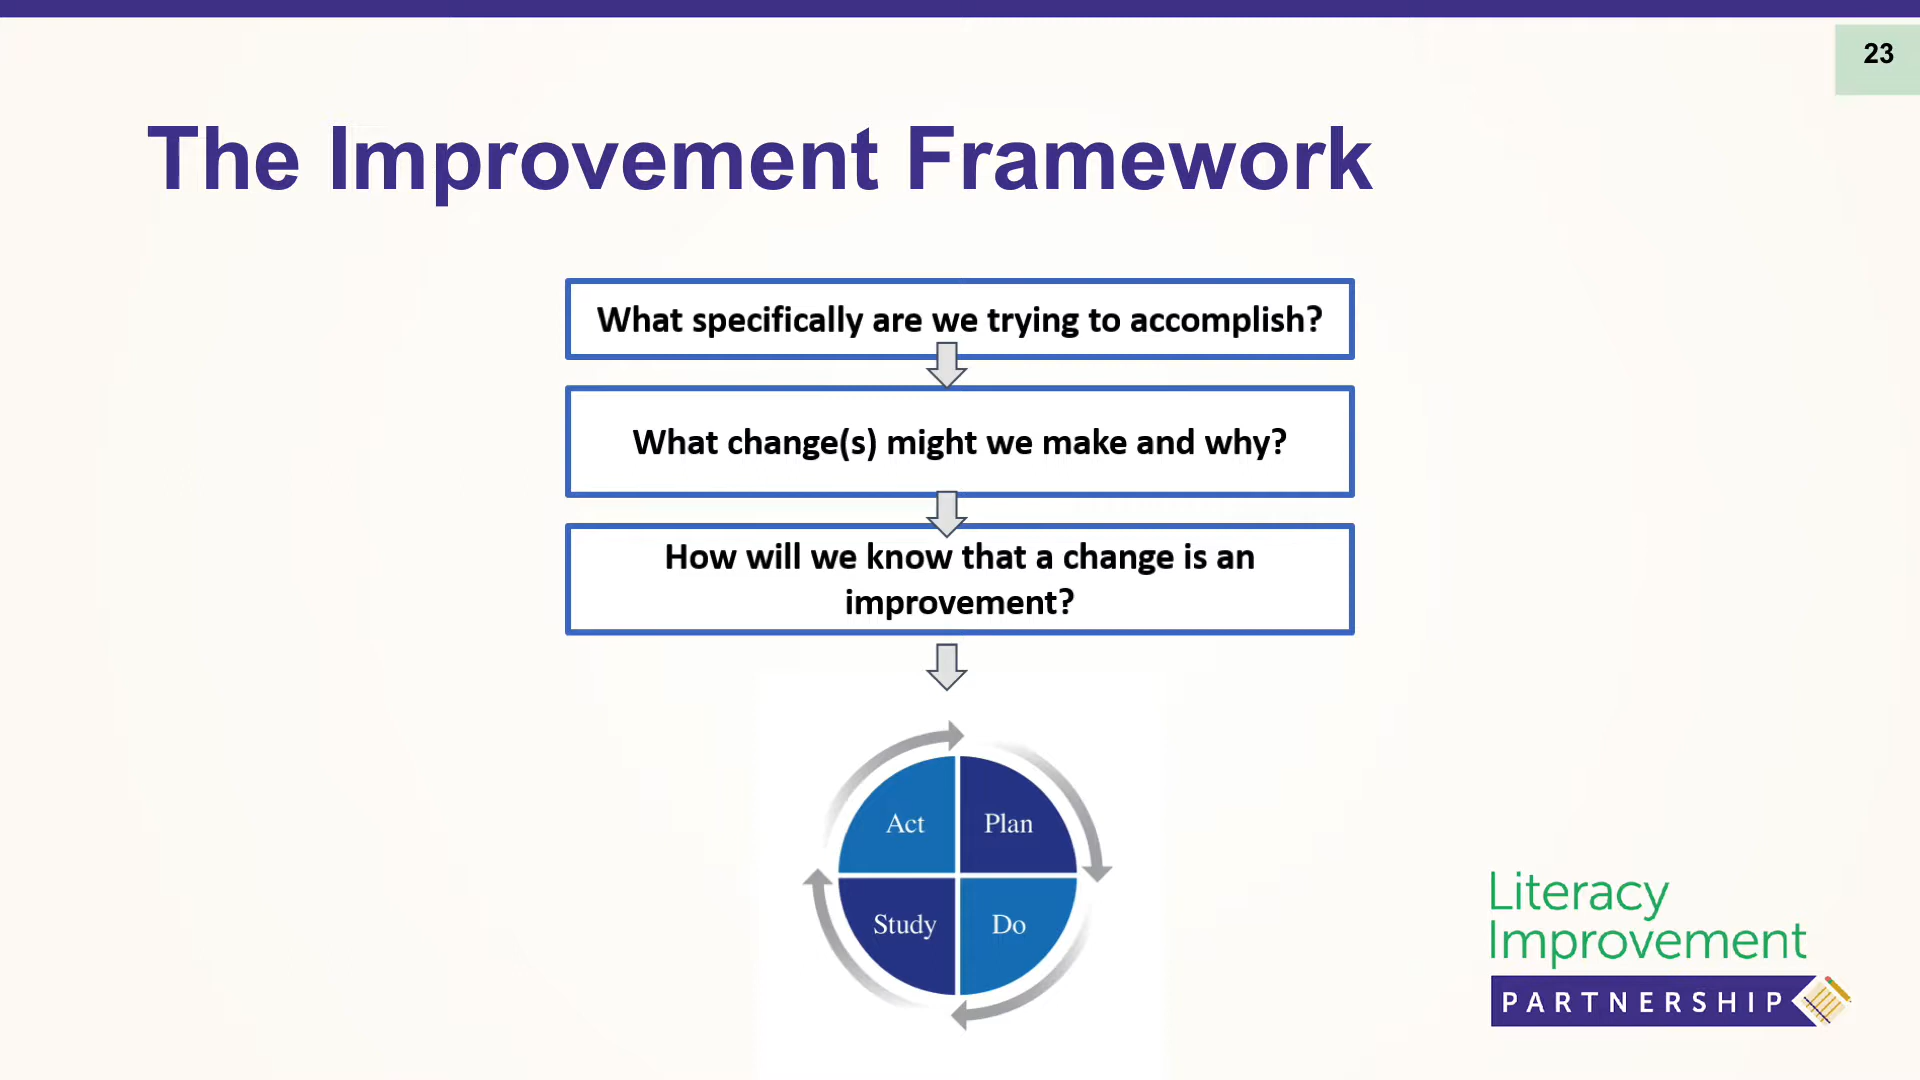 23
The Improvement Framework
What specifically are we trying to accomplish?
What change(s) might we make and why?
How will we know that a change is an
improvement?
Act
Plan
Study
Do
Literacy
Improvement
PARTNERSHIP